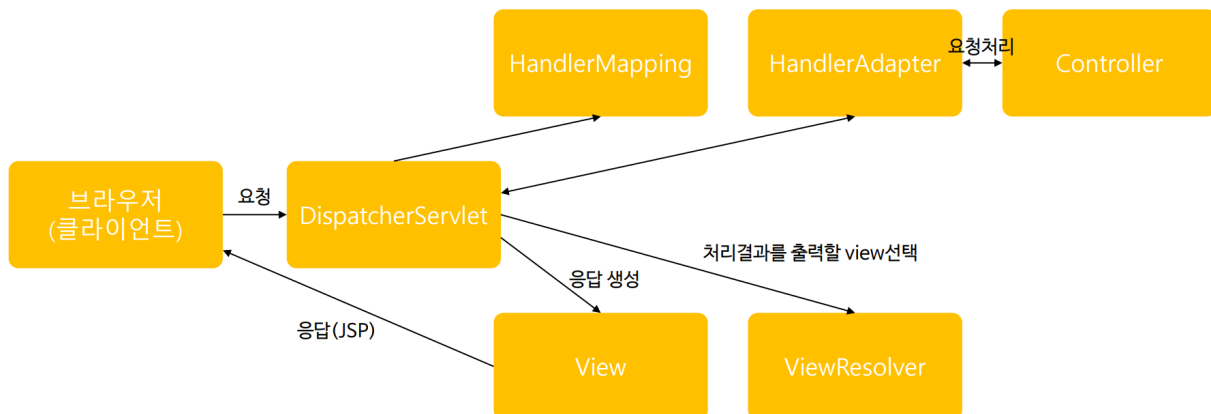 HandlerMapping
HandlerAdapter
요청처리
Controller
브라우저
(클라이언트)
요청
DispatcherServlet
처리결과를 출력할 view선택
응답 생성
응답(JSP)
View
ViewResolver